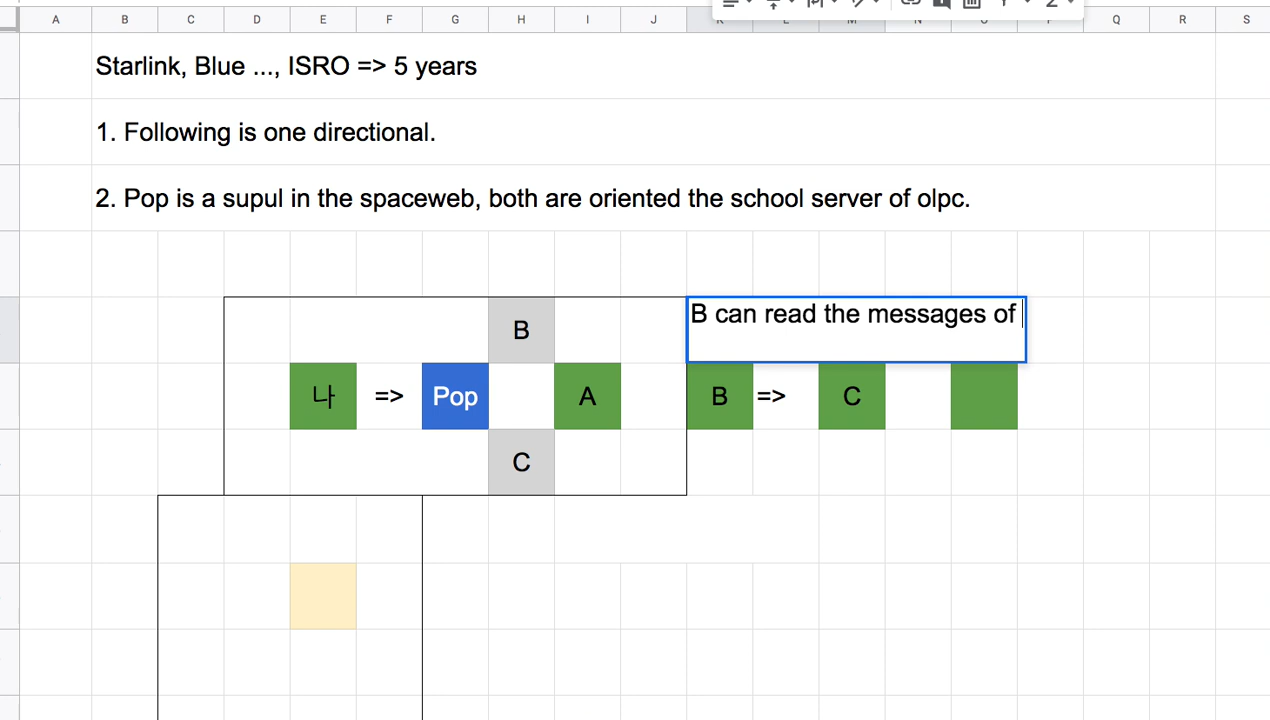 A B C D E F G H I J K L M N O P Q R S
Starlink, Blue ..., ISRO => 5 years
1. Following is one directional.
2. Pop is a supul in the spaceweb, both are oriented the school server of olpc.
B B can read the messages of
나 => Pop A B => C
C